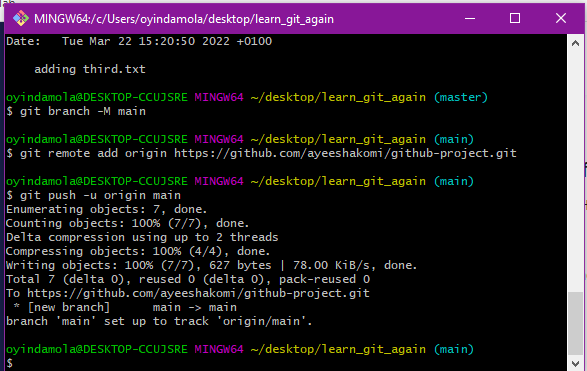 MINGW64:/c/Users/oyindamola/desktop/learn_git_again
Date:   Tue Mar 22 15:20:50 2022 +0100
    adding third.txt
oyindamola@DESKTOP-CCUJSRE MINGW64 ~/desktop/learn_git_again (master)
$ git branch -M main
oyindamola@DESKTOP-CCUJSRE MINGW64 ~/desktop/learn_git_again (main)
$ git remote add origin https://github.com/ayeeshakomi/github-project.git
oyindamola@DESKTOP-CCUJSRE MINGW64 ~/desktop/learn_git_again (main)
$ git push -u origin main
Enumerating objects: 7, done.
Counting objects: 100% (7/7), done.
Delta compression using up to 2 threads
Compressing objects: 100% (4/4), done.
Writing objects: 100% (7/7), 627 bytes | 78.00 KiB/s, done.
Total 7 (delta 0), reused 0 (delta 0), pack-reused 0
To https://github.com/ayeeshakomi/github-project.git
 * [new branch]      main -> main
branch 'main' set up to track 'origin/main'.
oyindamola@DESKTOP-CCUJSRE MINGW64 ~/desktop/learn_git_again (main)
$